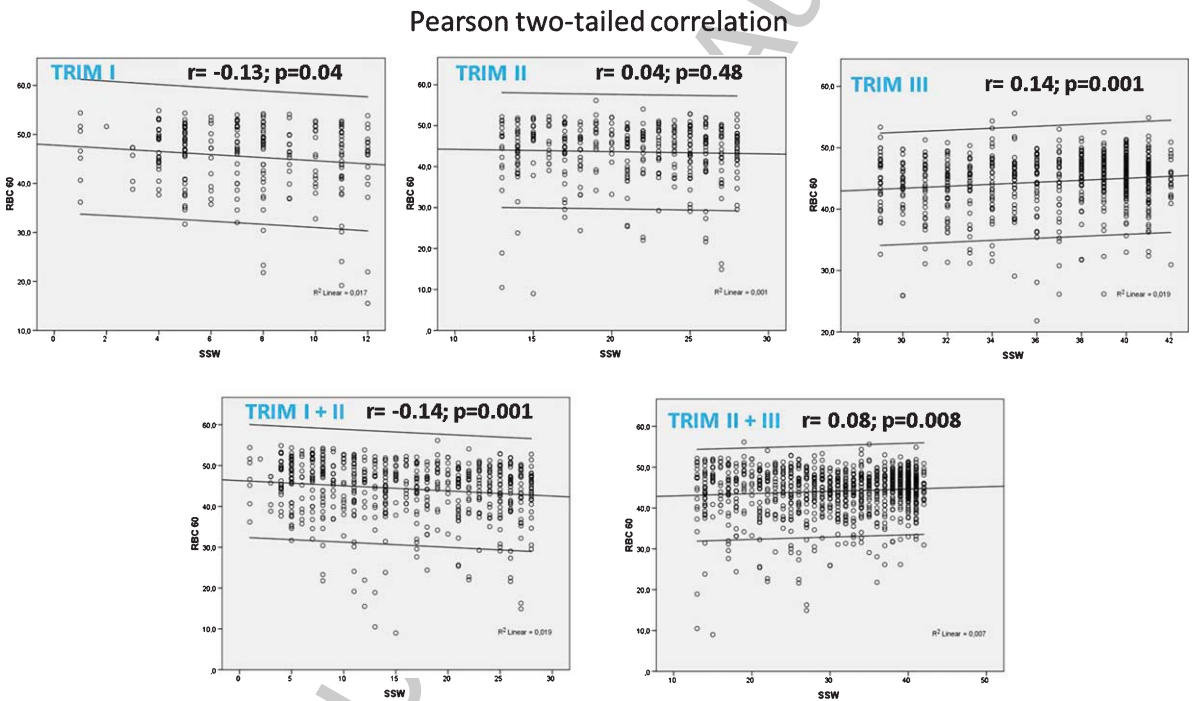 Pearson two-tailed correlation
TRIM I r= -0.13; p=0.04
60,0
50,0
40,0
30,0
20,0
10,0
RBC 60
R2 Linear = 0,017
0 2 4 6 8 10 12
SSW
TRIM II r= 0.04; p=0.48
60,0
50,0
40,0
30,0
20,0
10,0
,0
RBC 60
R2 Linear = 0,001
10 15 20 25 30
SSW
TRIM III r= 0.14; p=0.001
60,0
50,0
40,0
30,0
20,0
RBC 60
R2 Linear = 0,019
28 30 32 34 36 38 40 42
SSW
TRIM I + II r= -0.14; p=0.001
60,0
50,0
40,0
30,0
20,0
10,0
,0
RBC 60
R2 Linear = 0,019
0 5 10 15 20 25 30
SSW
TRIM II + III r= 0.08; p=0.008
60,0
50,0
40,0
30,0
20,0
10,0
,0
RBC 60
R2 Linear = 0,007
10 20 30 40 50
SSW